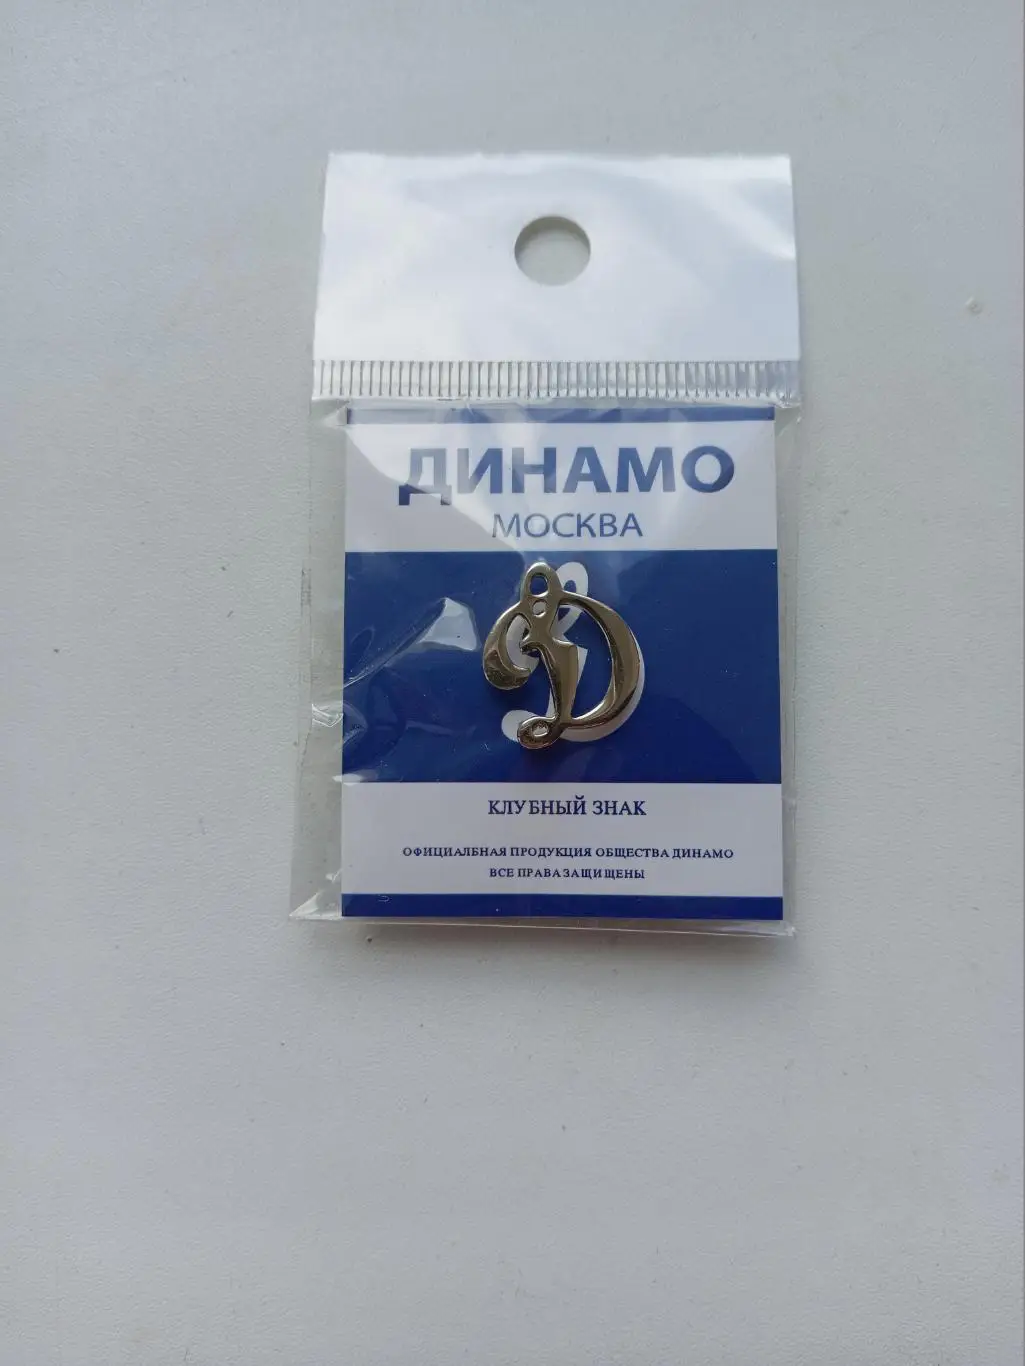 ДИНАМО
МОСКВА
КЛУБНЫЙ ЗНАК
ОФИЦИАЛБНАЯ ПРОДУКЦИЯ ОБЩЕСТВА ДИНАМО
ВСЕ ПРАВА ЗАЩИЩЕНЫ